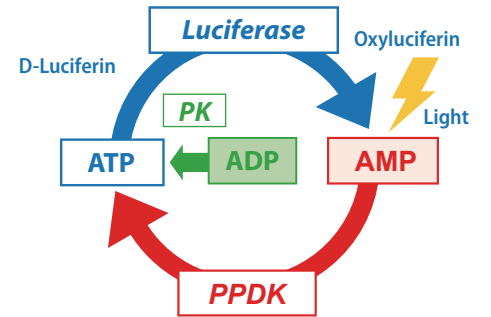 Luciferase
Oxyluciferin
D-Luciferin
Light
PK
ATP
ADP
AMP
PPDK